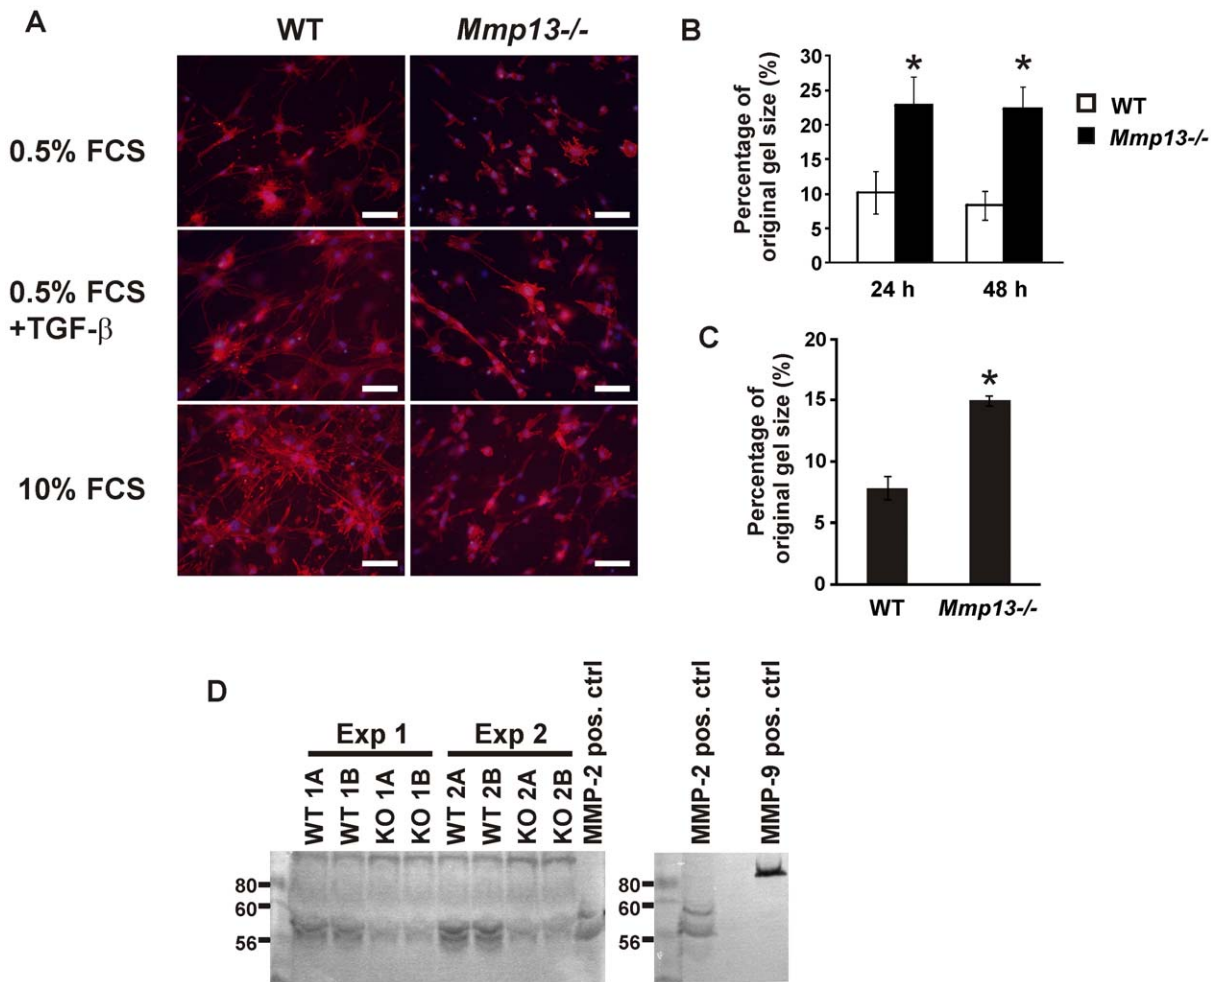 A
WT
Mmp13-/-
0.5% FCS
0.5% FCS
+TGF-β
10% FCS
B
Percentage of
original gel size (%)
30
25
20
15
10
5
0
*
*
24 h
48 h
WT
Mmp13-/-
C
Percentage of
original gel size (%)
20
15
10
5
0
*
WT
Mmp13-/-
D
Exp 1
Exp 2
WT 1A
WT 1B
KO 1A
KO 1B
WT 2A
WT 2B
KO 2A
KO 2B
MMP-2 pos. ctrl
80
60
56
MMP-2 pos. ctrl
MMP-9 pos. ctrl
80
60
56